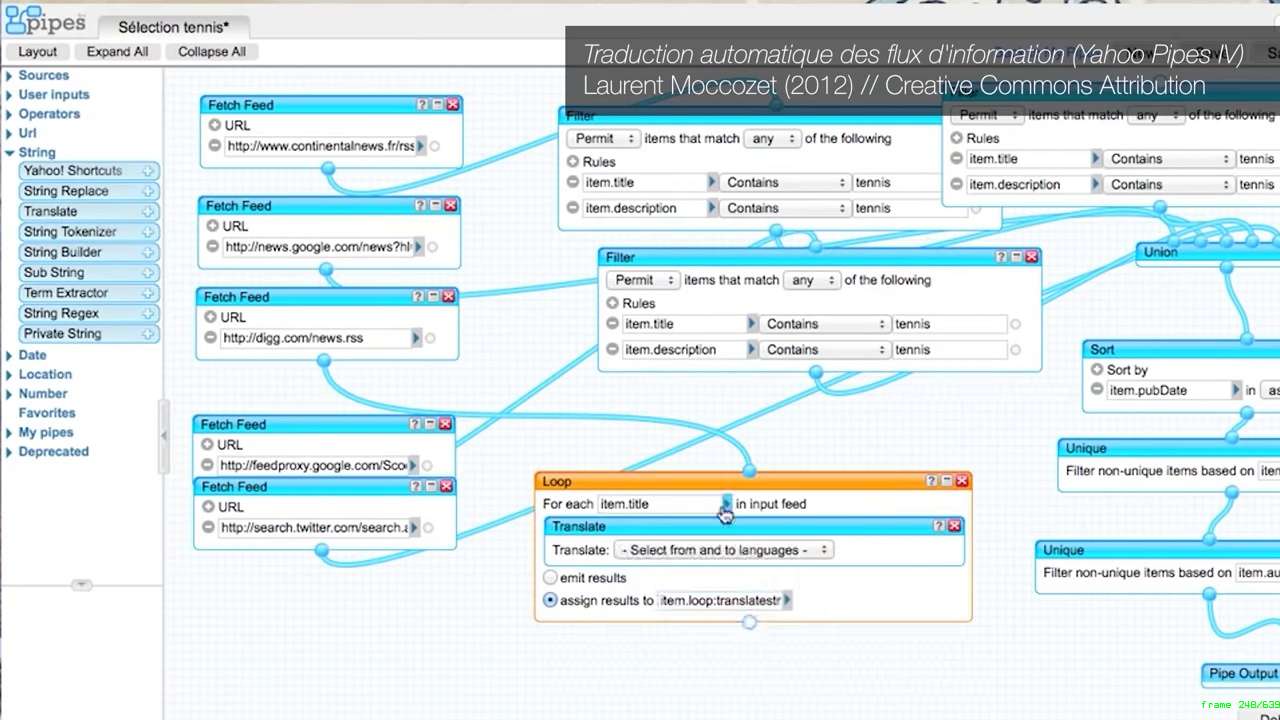 pipes
Sélection tennis*
Traduction automatique des flux d'information (Yahoo Pipes IV)
Laurent Moccozet (2012) // Creative Commons Attribution
Layout
Expand All
Collapse All
Sources
User inputs
Operators
Url
String
Yahoo! Shortcuts
String Replace
Translate
String Tokenizer
String Builder
Sub String
Term Extractor
String Regex
Private String
Date
Location
Number
Favorites
My pipes
Deprecated
Fetch Feed
URL
http://www.continentalnews.fr/rss
Fetch Feed
URL
http://news.google.com/news?hl
Fetch Feed
URL
http://digg.com/news.rss
Fetch Feed
URL
http://feedproxy.google.com/Scoo
Fetch Feed
URL
http://search.twitter.com/search.a
Filter
Permit items that match any of the following
Rules
item.title Contains tennis
item.description Contains tennis
Permit items that match any of the following
Rules
item.title Contains tennis
item.description Contains tennis
Filter
Permit items that match any of the following
Rules
item.title Contains tennis
item.description Contains tennis
Loop
For each item.title in input feed
Translate
Translate: - Select from and to languages -
emit results
assign results to item.loop:translatestr
Union
Sort
Sort by
item.pubDate in as
Unique
Filter non-unique items based on item
Unique
Filter non-unique items based on item.au
Pipe Output
frame 248/639